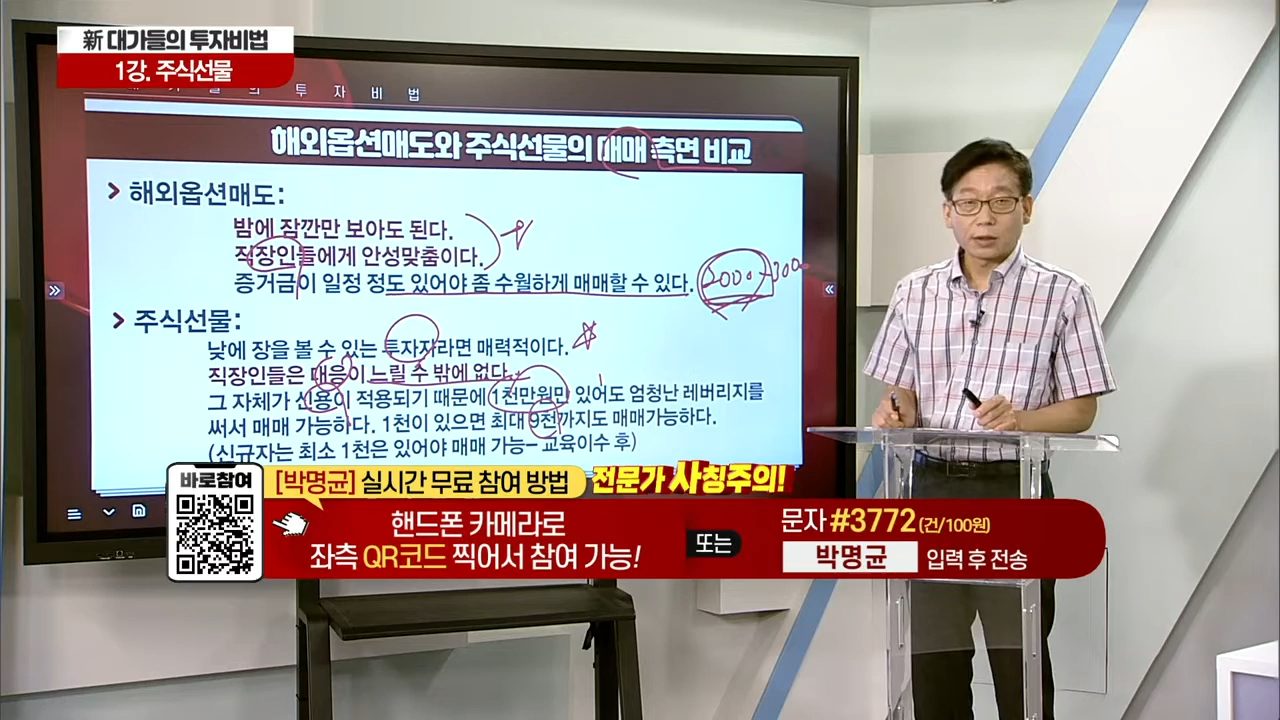 新 대가들의 투자비법
1강. 주식선물
대 가 들 의 투 자 비 법
해외옵션매도와 주식선물의 매매 측면 비교
해외옵션매도:
밤에 잠깐만 보아도 된다.
직장인들에게 안성맞춤이다.
증거금이 일정 정도 있어야 좀 수월하게 매매할 수 있다. 2000~300
주식선물:
낮에 장을 볼 수 있는 투자자라면 매력적이다.
직장인들은 대응이 느릴 수 밖에 없다.
그 자체가 신용이 적용되기 때문에 1천만원만 있어도 엄청난 레버리지를
써서 매매 가능하다. 1천이 있으면 최대 9천까지도 매매가능하다.
(신규자는 최소 1천은 있어야 매매 가능– 교육이수 후)
바로참여
[박명균] 실시간 무료 참여 방법
전문가 사칭주의!
핸드폰 카메라로
좌측 QR코드 찍어서 참여 가능!
또는
문자 #3772 (건/100원)
박명균 입력 후 전송